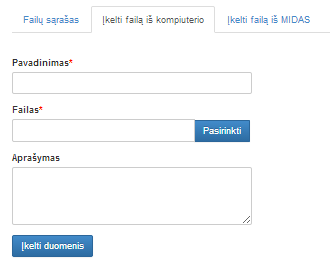 Failų sąrašas Įkelti failą iš kompiuterio Įkelti failą iš MIDAS
Pavadinimas*
Failas*
Pasirinkti
Aprašymas
Įkelti duomenis